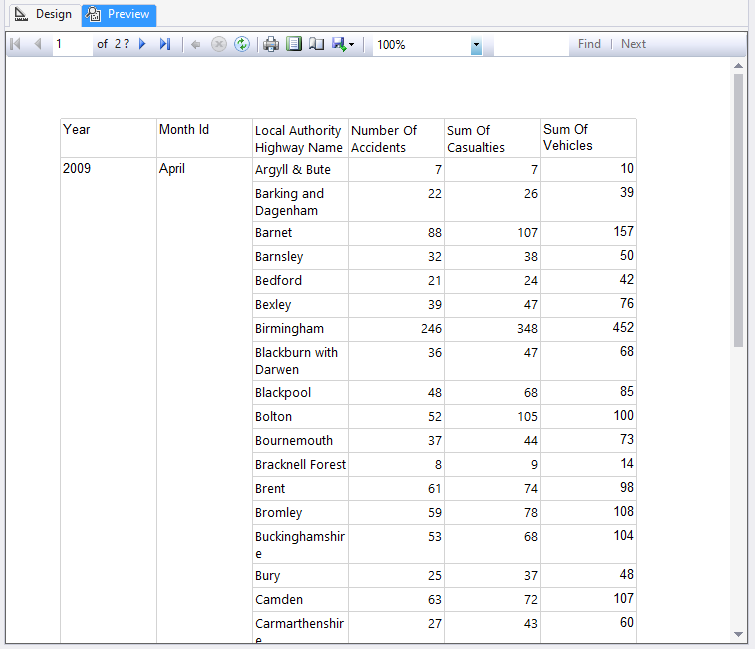 Design Preview
1 of 2 ? 100% Find | Next
Year Month Id Local Authority Highway Name Number Of Accidents Sum Of Casualties Sum Of Vehicles
2009 April Argyll & Bute 7 7 10
Barking and Dagenham 22 26 39
Barnet 88 107 157
Barnsley 32 38 50
Bedford 21 24 42
Bexley 39 47 76
Birmingham 246 348 452
Blackburn with Darwen 36 47 68
Blackpool 48 68 85
Bolton 52 105 100
Bournemouth 37 44 73
Bracknell Forest 8 9 14
Brent 61 74 98
Bromley 59 78 108
Buckinghamshire 53 68 104
Bury 25 37 48
Camden 63 72 107
Carmarthenshire 27 43 60